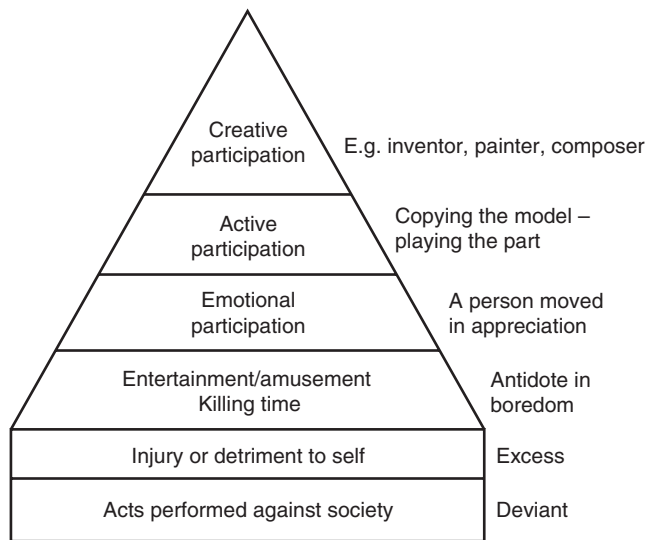 Creative
participation
E.g. inventor, painter, composer
Active
participation
Copying the model –
playing the part
Emotional
participation
A person moved
in appreciation
Entertainment/amusement
Killing time
Antidote in
boredom
Injury or detriment to self
Excess
Acts performed against society
Deviant